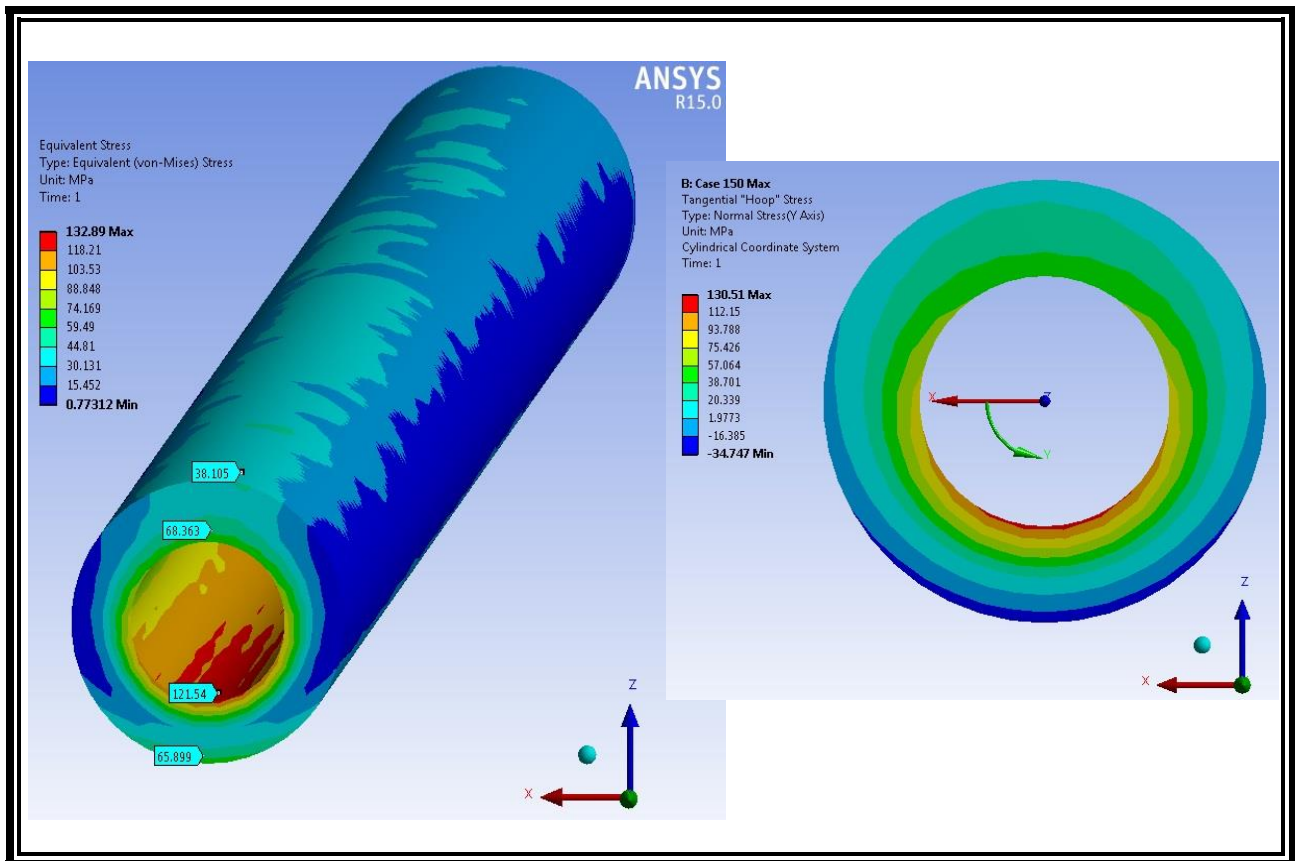 ANSYS
R15.0
Equivalent Stress
Type: Equivalent (von-Mises) Stress
Unit: MPa
Time: 1
132.89 Max
118.21
103.53
88.848
74.169
59.49
44.81
30.131
15.452
0.77312 Min
38.105
68.363
121.54
65.899
Z
X
B: Case 150 Max
Tangential "Hoop" Stress
Type: Normal Stress(Y Axis)
Unit: MPa
Cylindrical Coordinate System
Time: 1
130.51 Max
112.15
93.788
75.426
57.064
38.701
20.339
1.9773
-16.385
-34.747 Min
X
Z
Y
Z
X